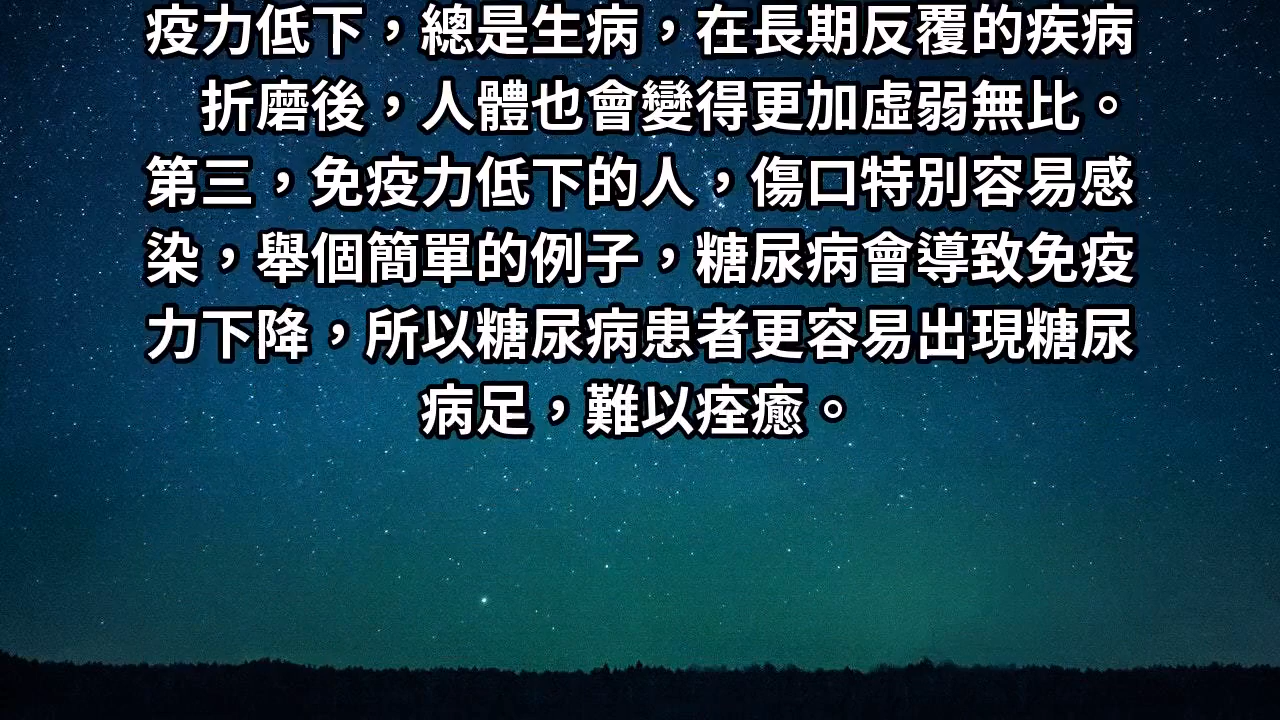 疫力低下，總是生病，在長期反覆的疾病
折磨後，人體也會變得更加虛弱無比。
第三，免疫力低下的人，傷口特別容易感
染，舉個簡單的例子，糖尿病會導致免疫
力下降，所以糖尿病患者更容易出現糖尿
病足，難以痊癒。